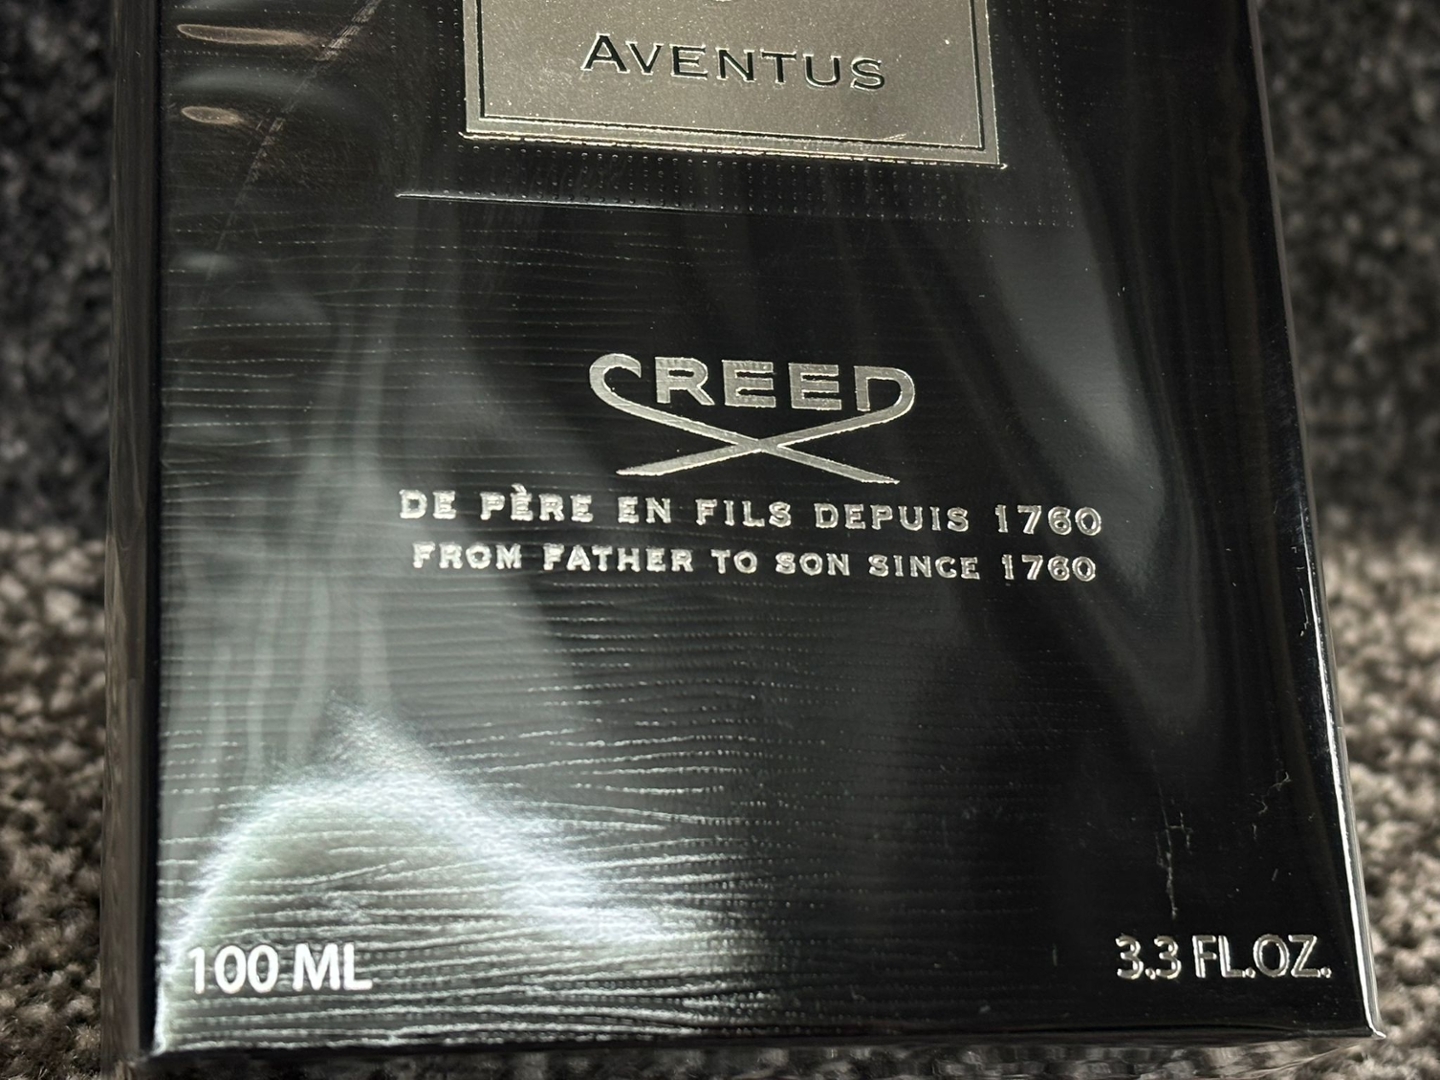 AVENTUS
CREED
DE PÈRE EN FILS DEPUIS 1760
FROM FATHER TO SON SINCE 1760
100 ML
3.3 FL.OZ.